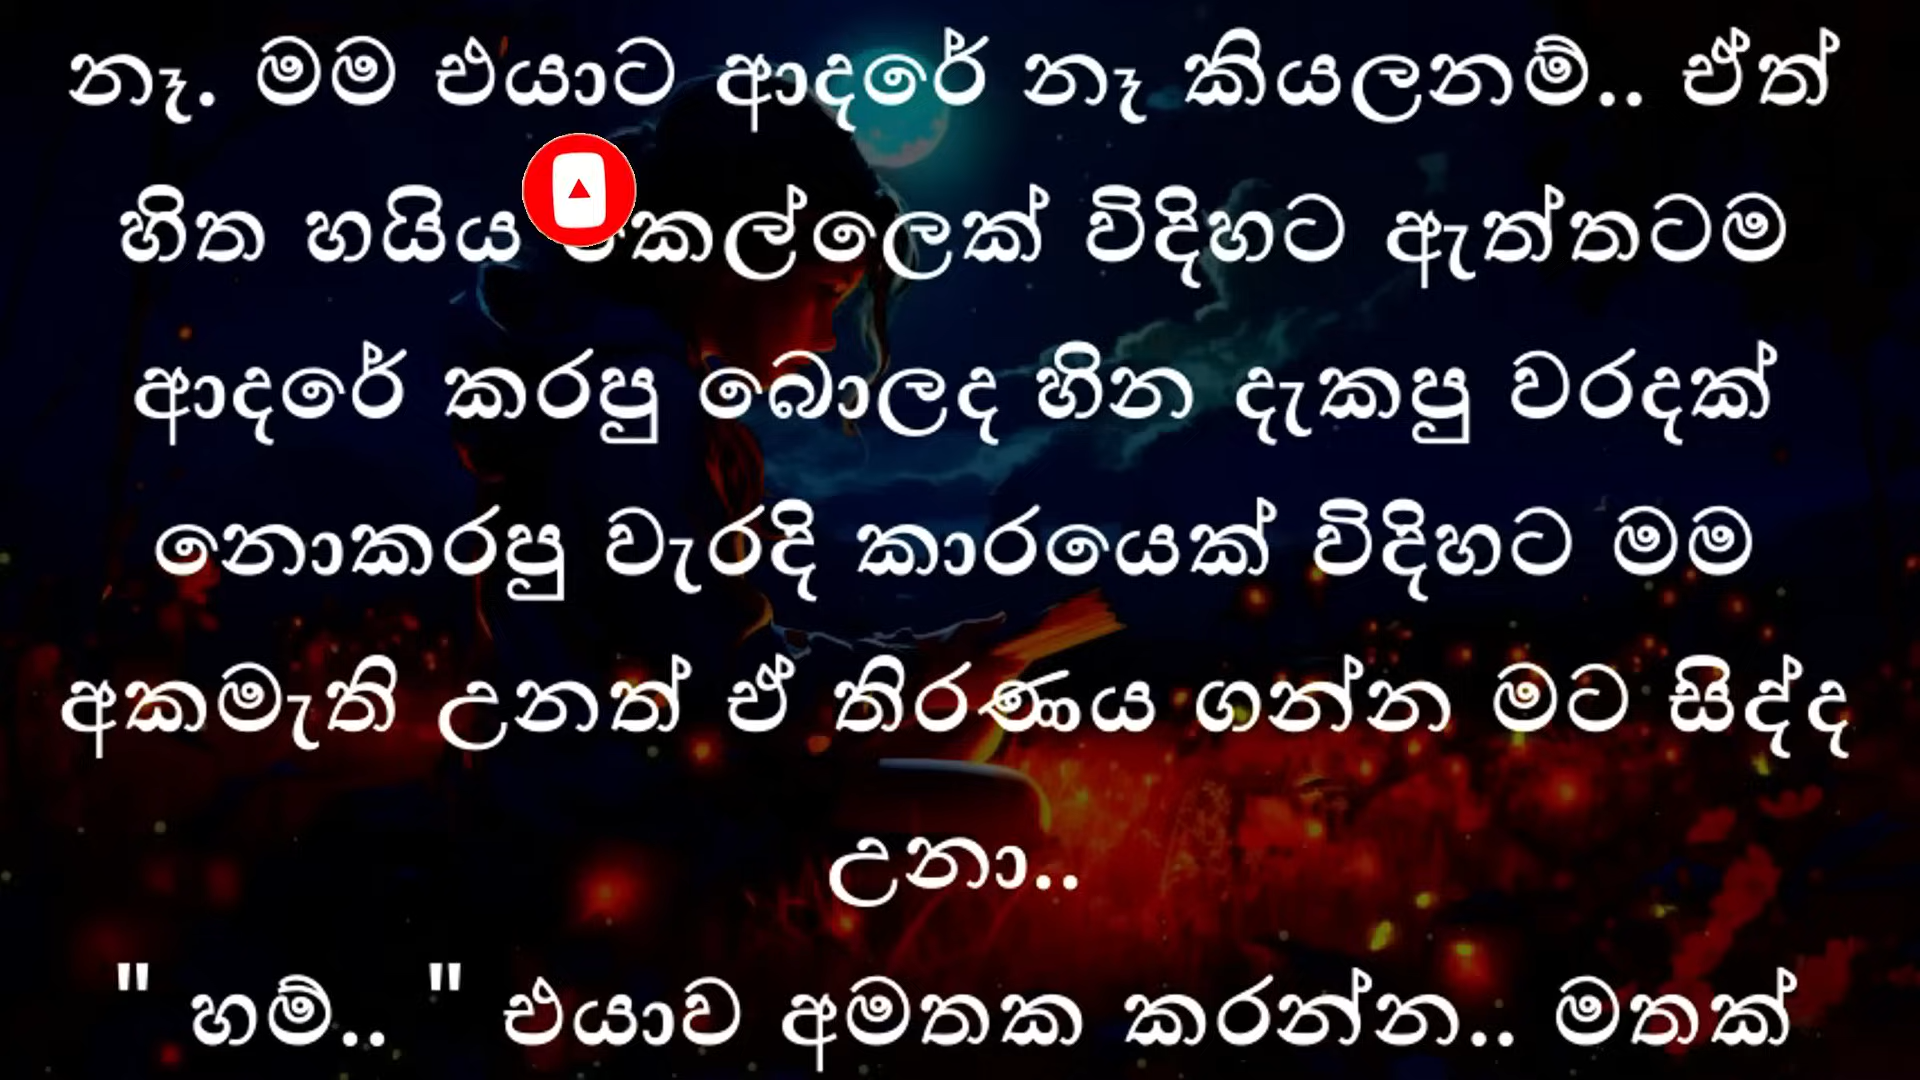 නෑ. මම එයාට ආදරේ නෑ කියලනම්.. ඒත්
හිත හයිය කෙල්ලෙක් විදිහට ඇත්තටම
ආදරේ කරපු බොලද හින දැකපු වරදක්
නොකරපු වැරදි කාරයෙක් විදිහට මම
අකමැති උනත් ඒ තිරණය ගන්න මට සිද්ද
උනා..
" හම්.. " එයාව අමතක කරන්න.. මතක්